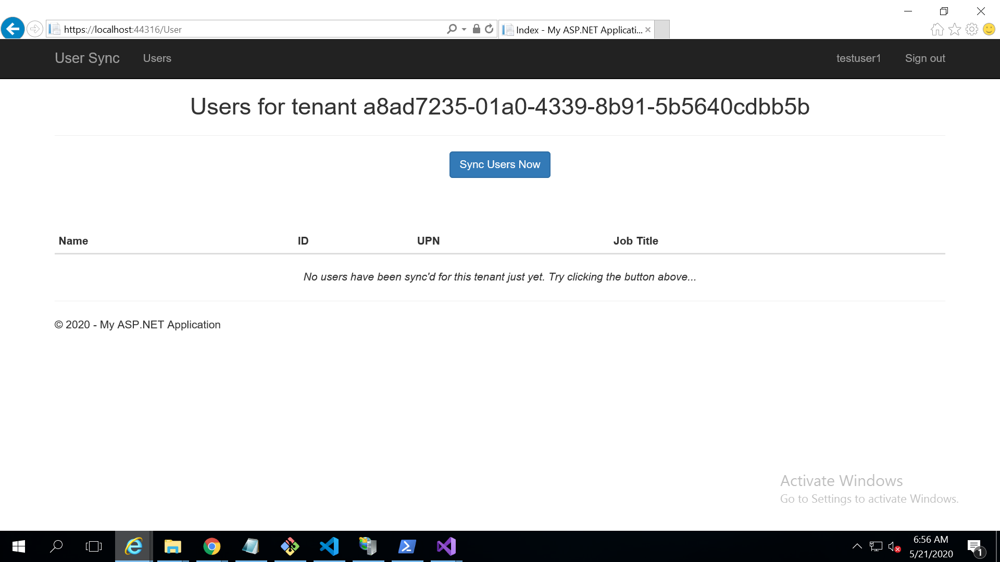 https://localhost:44316/User
Index - My ASP.NET Applicati...
User Sync
Users
testuser1
Sign out
Users for tenant a8ad7235-01a0-4339-8b91-5b5640cdbb5b
Sync Users Now
Name ID UPN Job Title
No users have been sync'd for this tenant just yet. Try clicking the button above...
© 2020 - My ASP.NET Application
Activate Windows
Go to Settings to activate Windows.
6:56 AM
5/21/2020
1